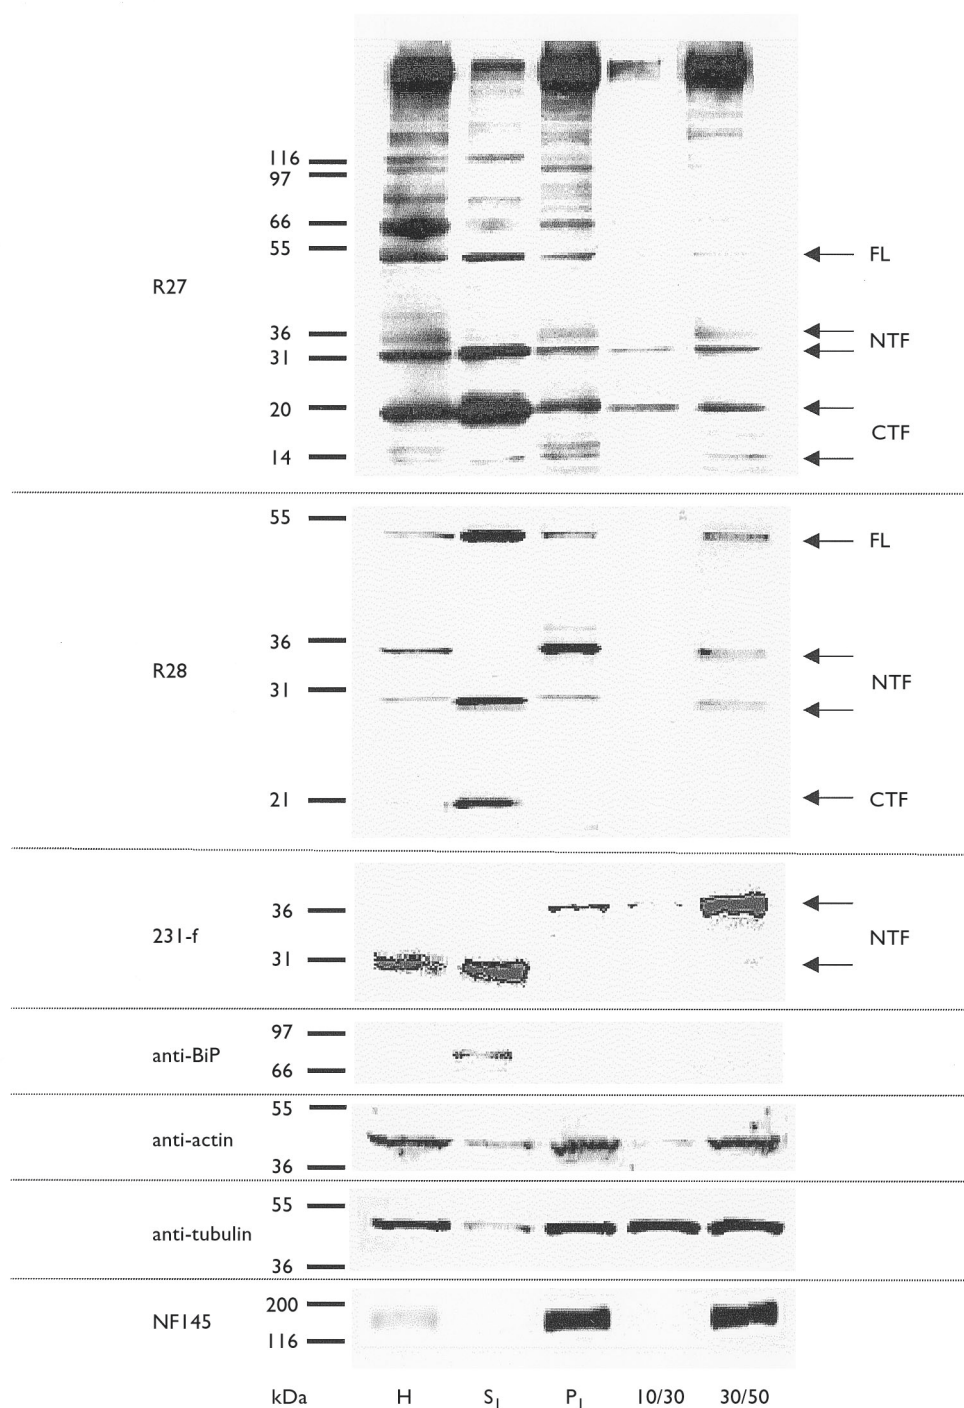 116
97
66
55
FL
R27
36
NTF
31
20
CTF
14
55
FL
36
R28
NTF
31
21
CTF
36
231-f
NTF
31
97
anti-BiP
66
55
anti-actin
36
55
anti-tubulin
36
200
NF145
116
kDa H S1 P1 10/30 30/50